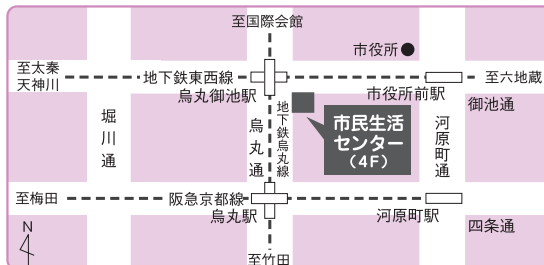 至国際会館
市役所
至太秦
天神川
地下鉄東西線
至六地蔵
烏丸御池駅
市役所前駅
御池通
堀川通
烏丸通
地下鉄烏丸線
市民生活
センター
(4F)
河原町通
至梅田
阪急京都線
烏丸駅
河原町駅
四条通
N
至竹田